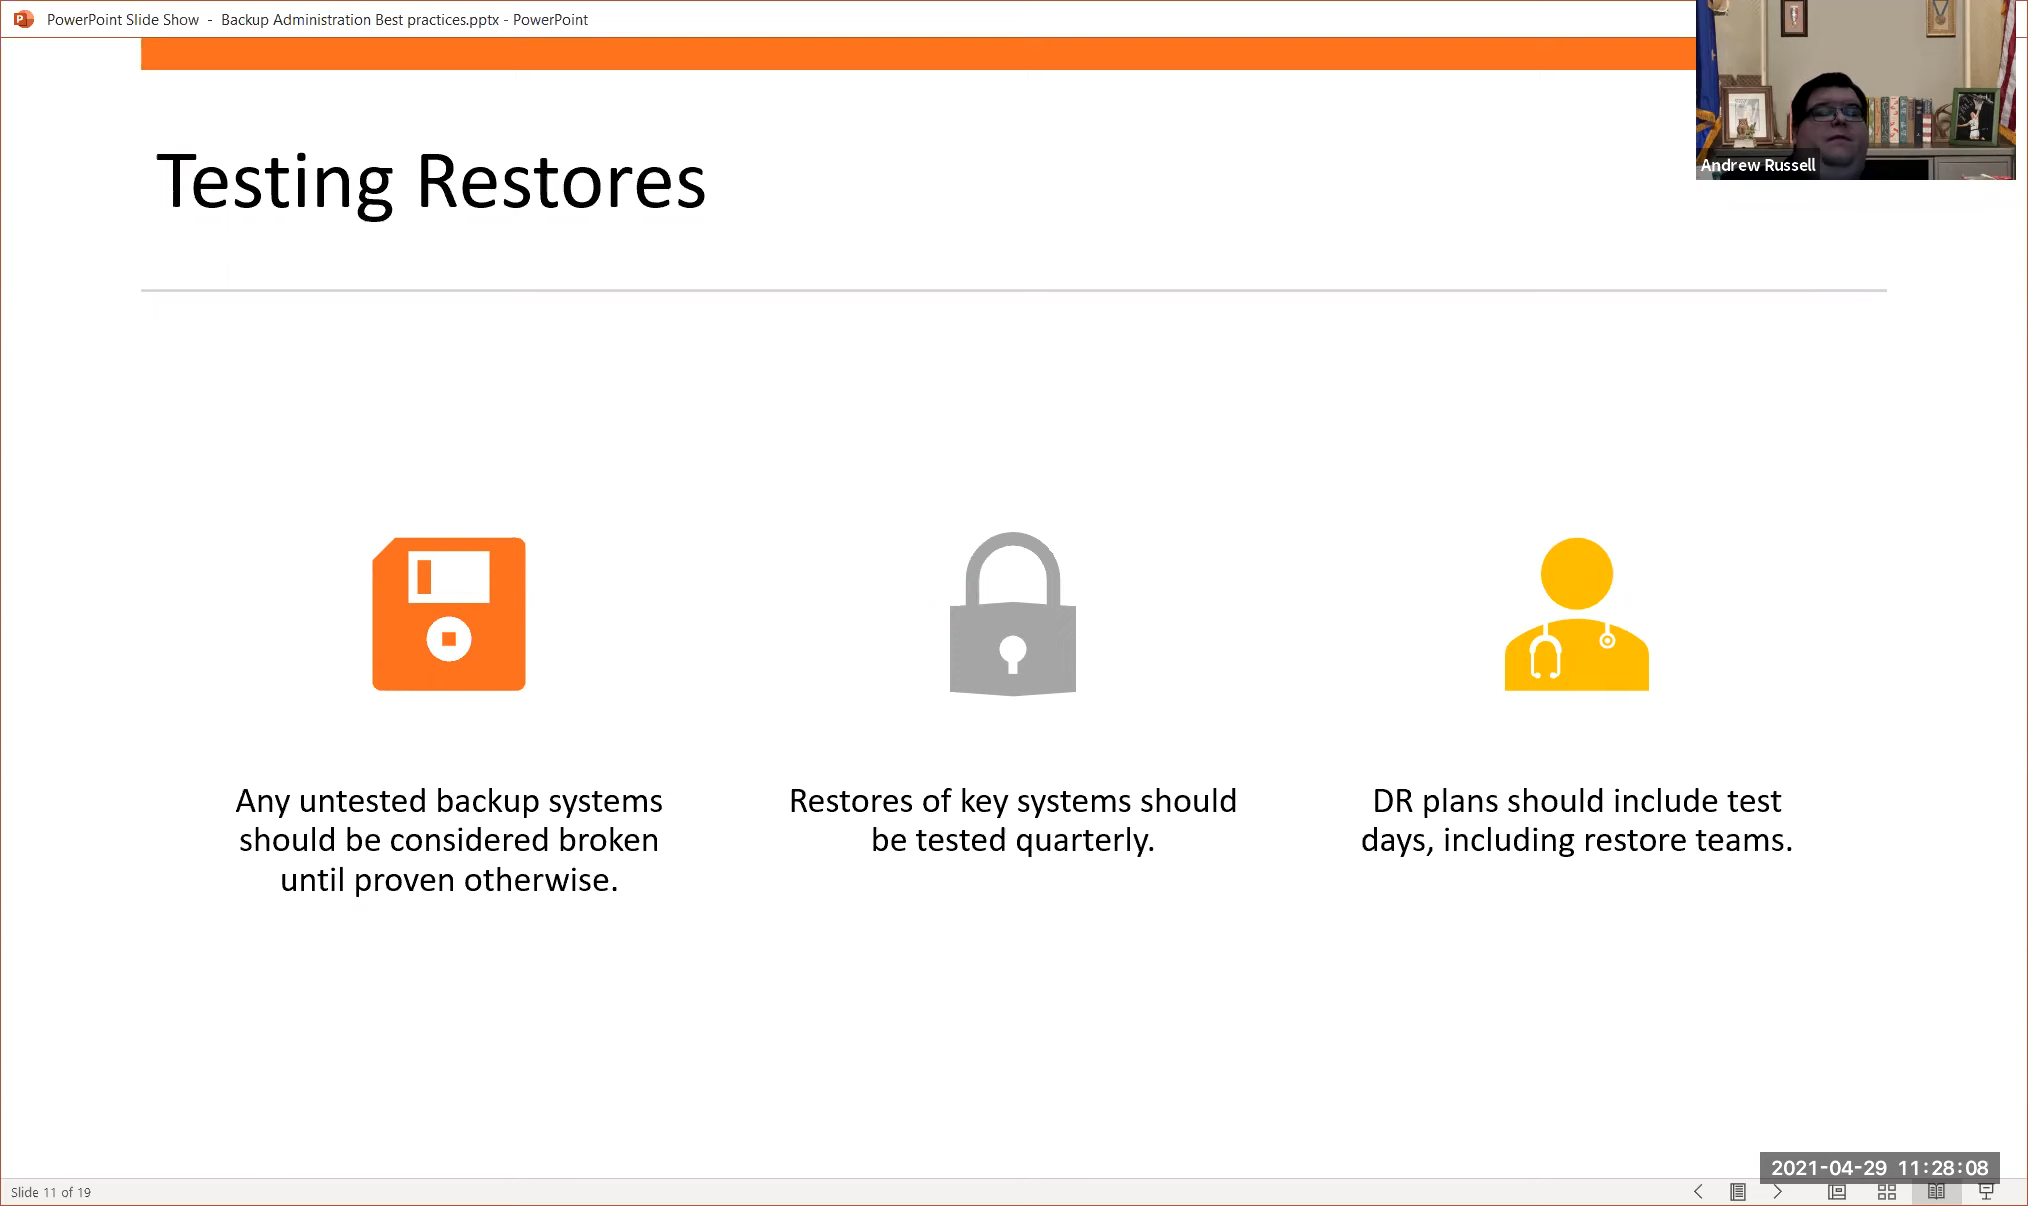 PowerPoint Slide Show - Backup Administration Best practices.pptx - PowerPoint
Andrew Russell
Testing Restores
Any untested backup systems
should be considered broken
until proven otherwise.
Restores of key systems should
be tested quarterly.
DR plans should include test
days, including restore teams.
2021-04-29 11:28:08
Slide 11 of 19